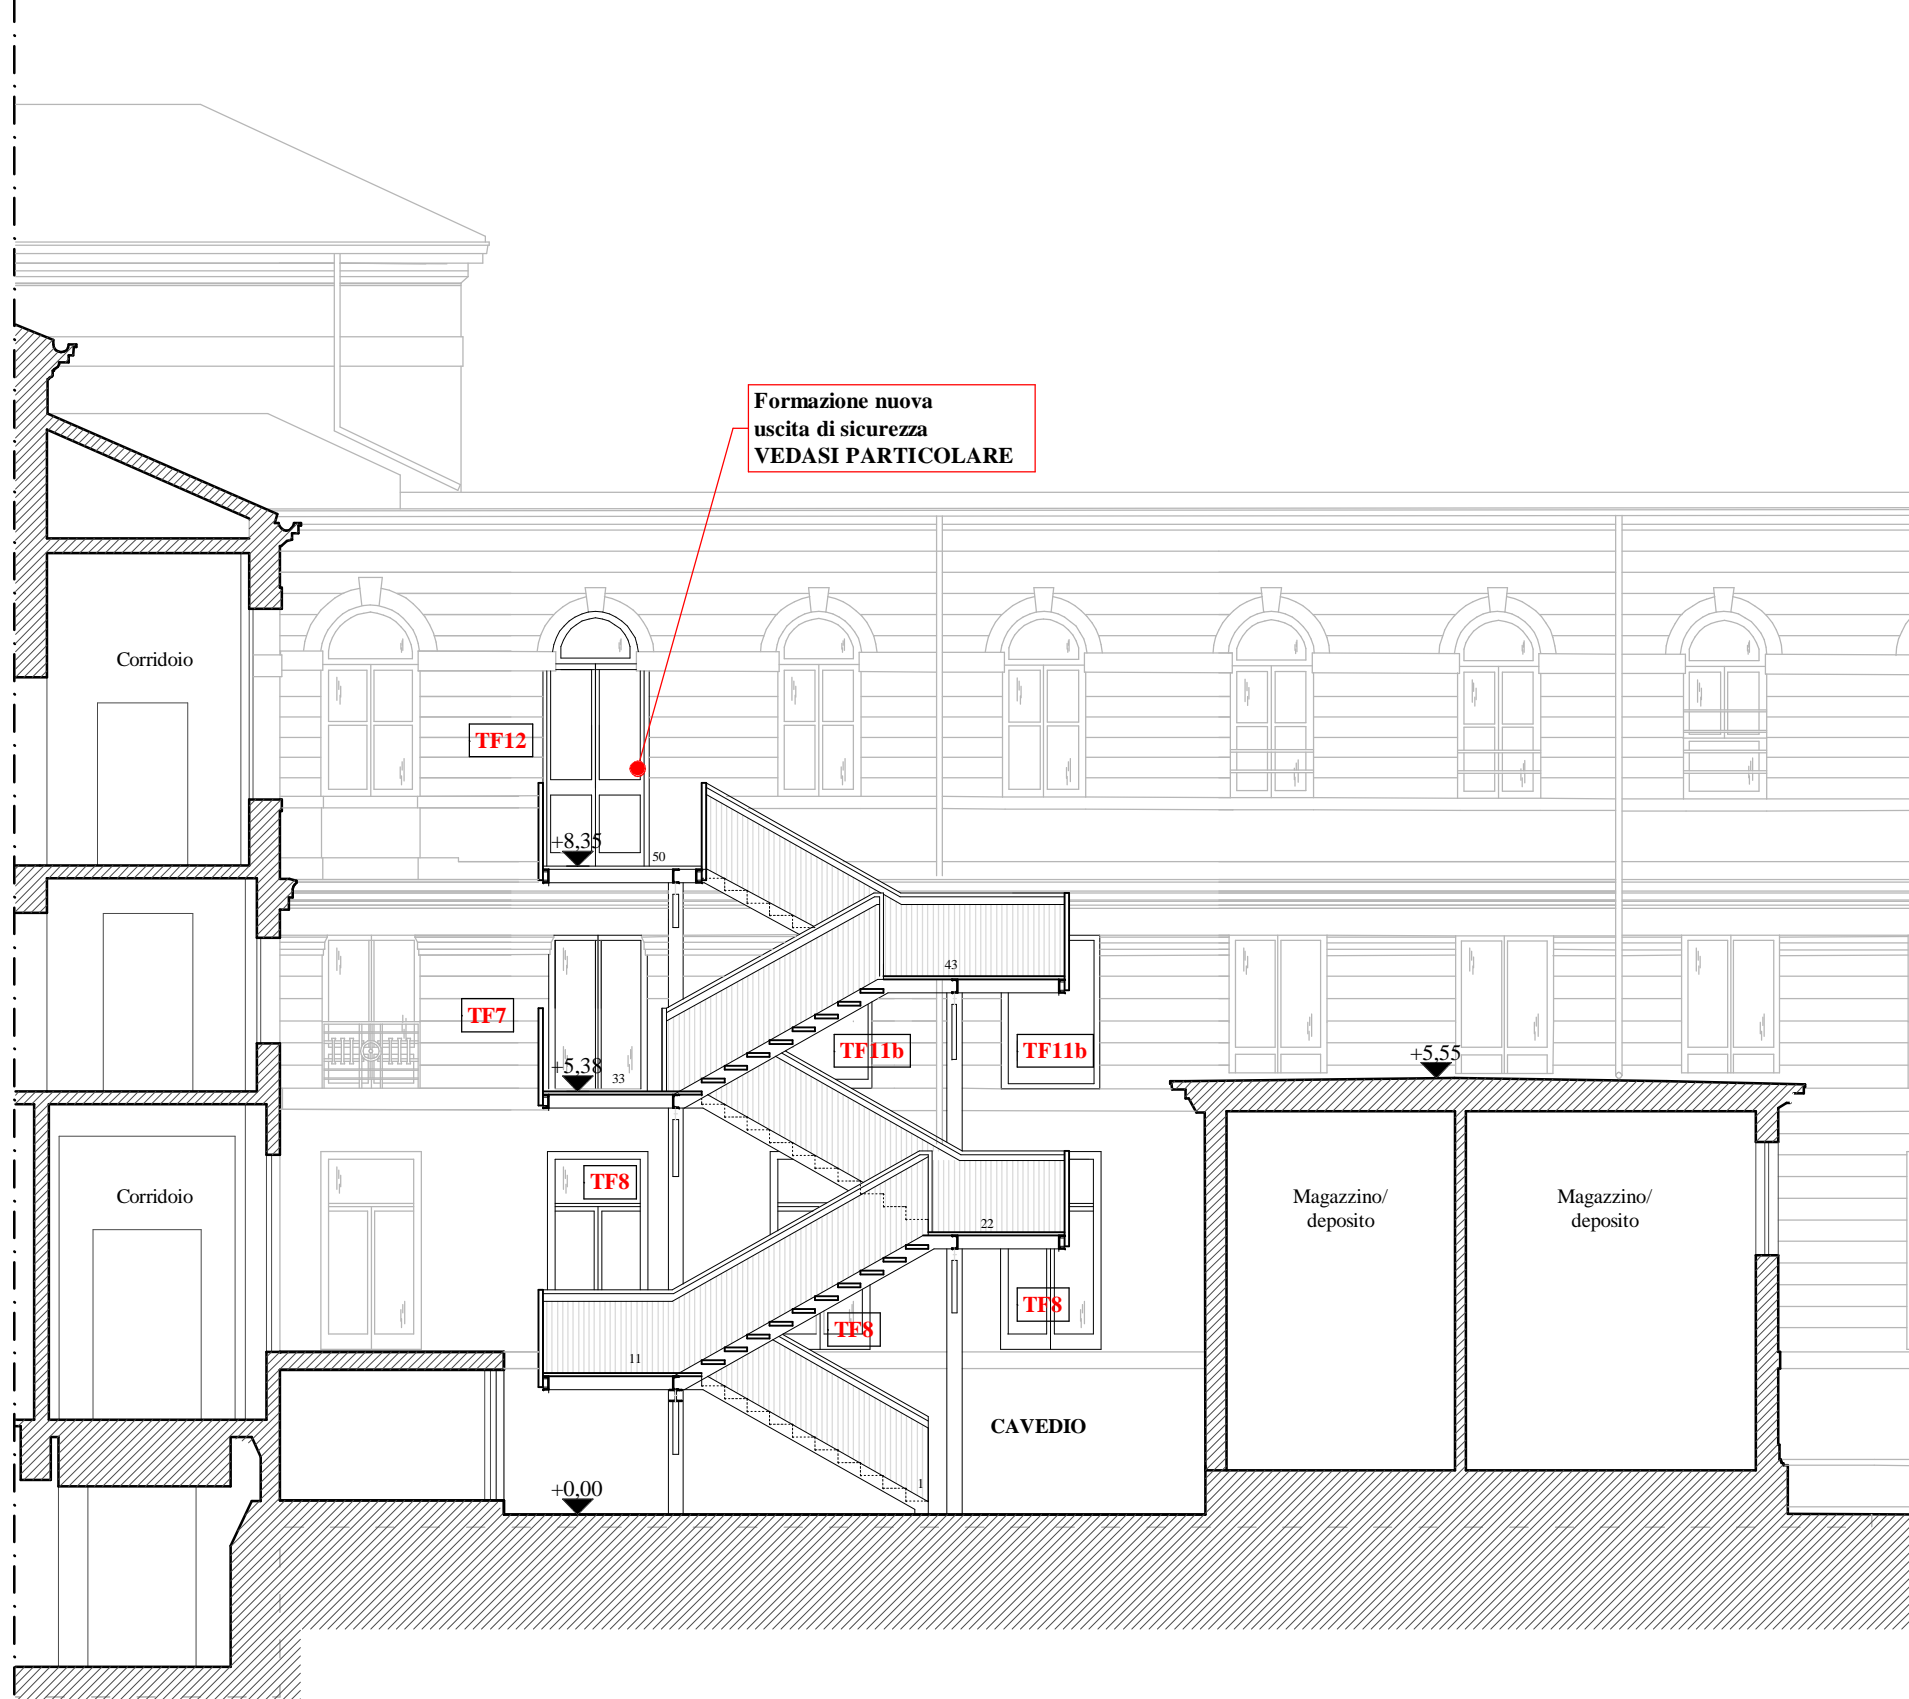 Formazione nuova
uscita di sicurezza
VEDASI PARTICOLARE
Corridoio
TF12
+8,35
50
43
TF7
TF11b
TF11b
+5,38
33
+5,55
TF8
Corridoio
Magazzino/
deposito
Magazzino/
deposito
22
TF8
TF8
11
CAVEDIO
1
+0,00